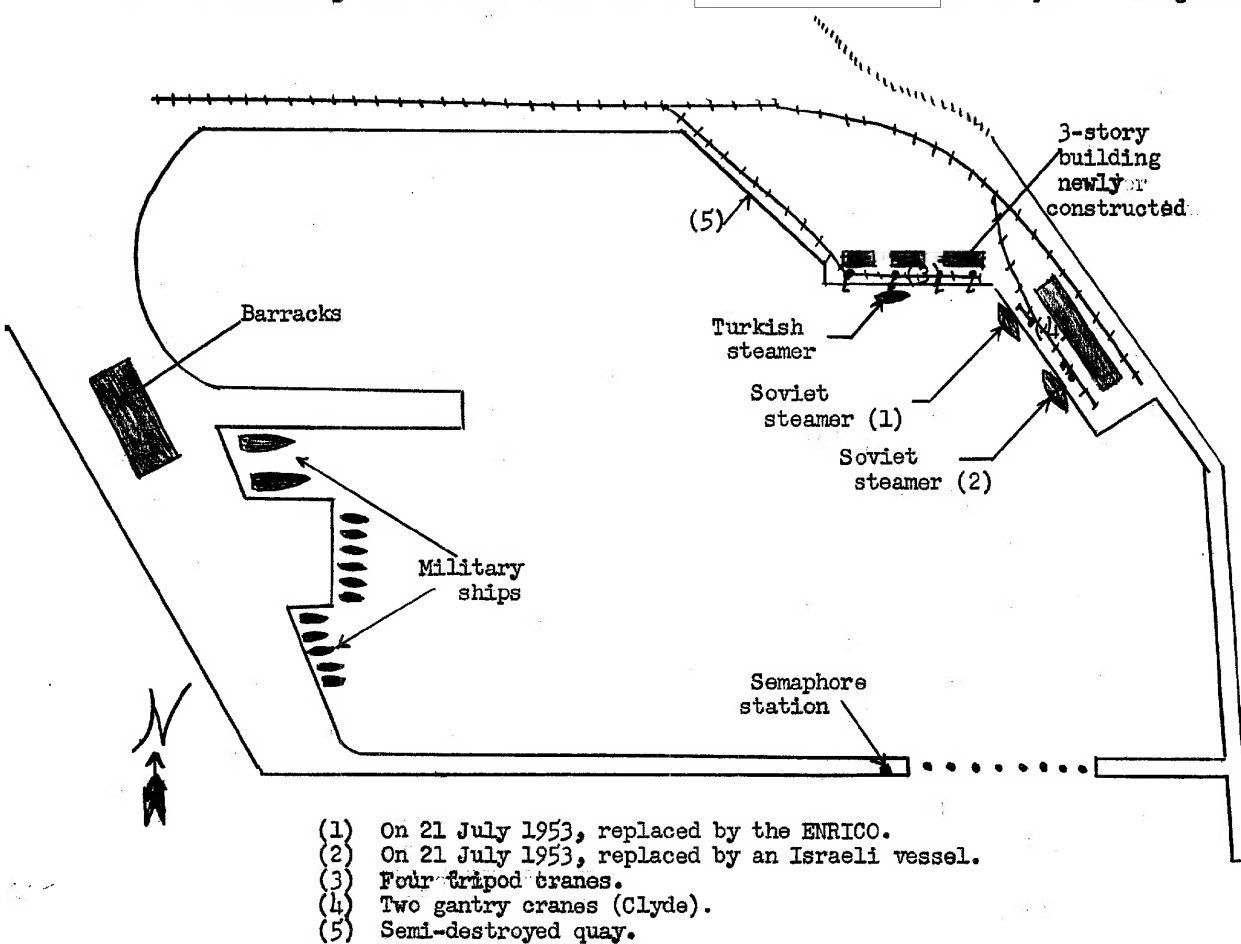 3-story
building
newly
constructed
(5)
(3)
Barracks
(4)
Turkish
steamer
Soviet
steamer (1)
Soviet
steamer (2)
Military
ships
Semaphore
station
N
(1) On 21 July 1953, replaced by the ENRICO.
(2) On 21 July 1953, replaced by an Israeli vessel.
(3) Four tripod cranes.
(4) Two gantry cranes (Clyde).
(5) Semi-destroyed quay.